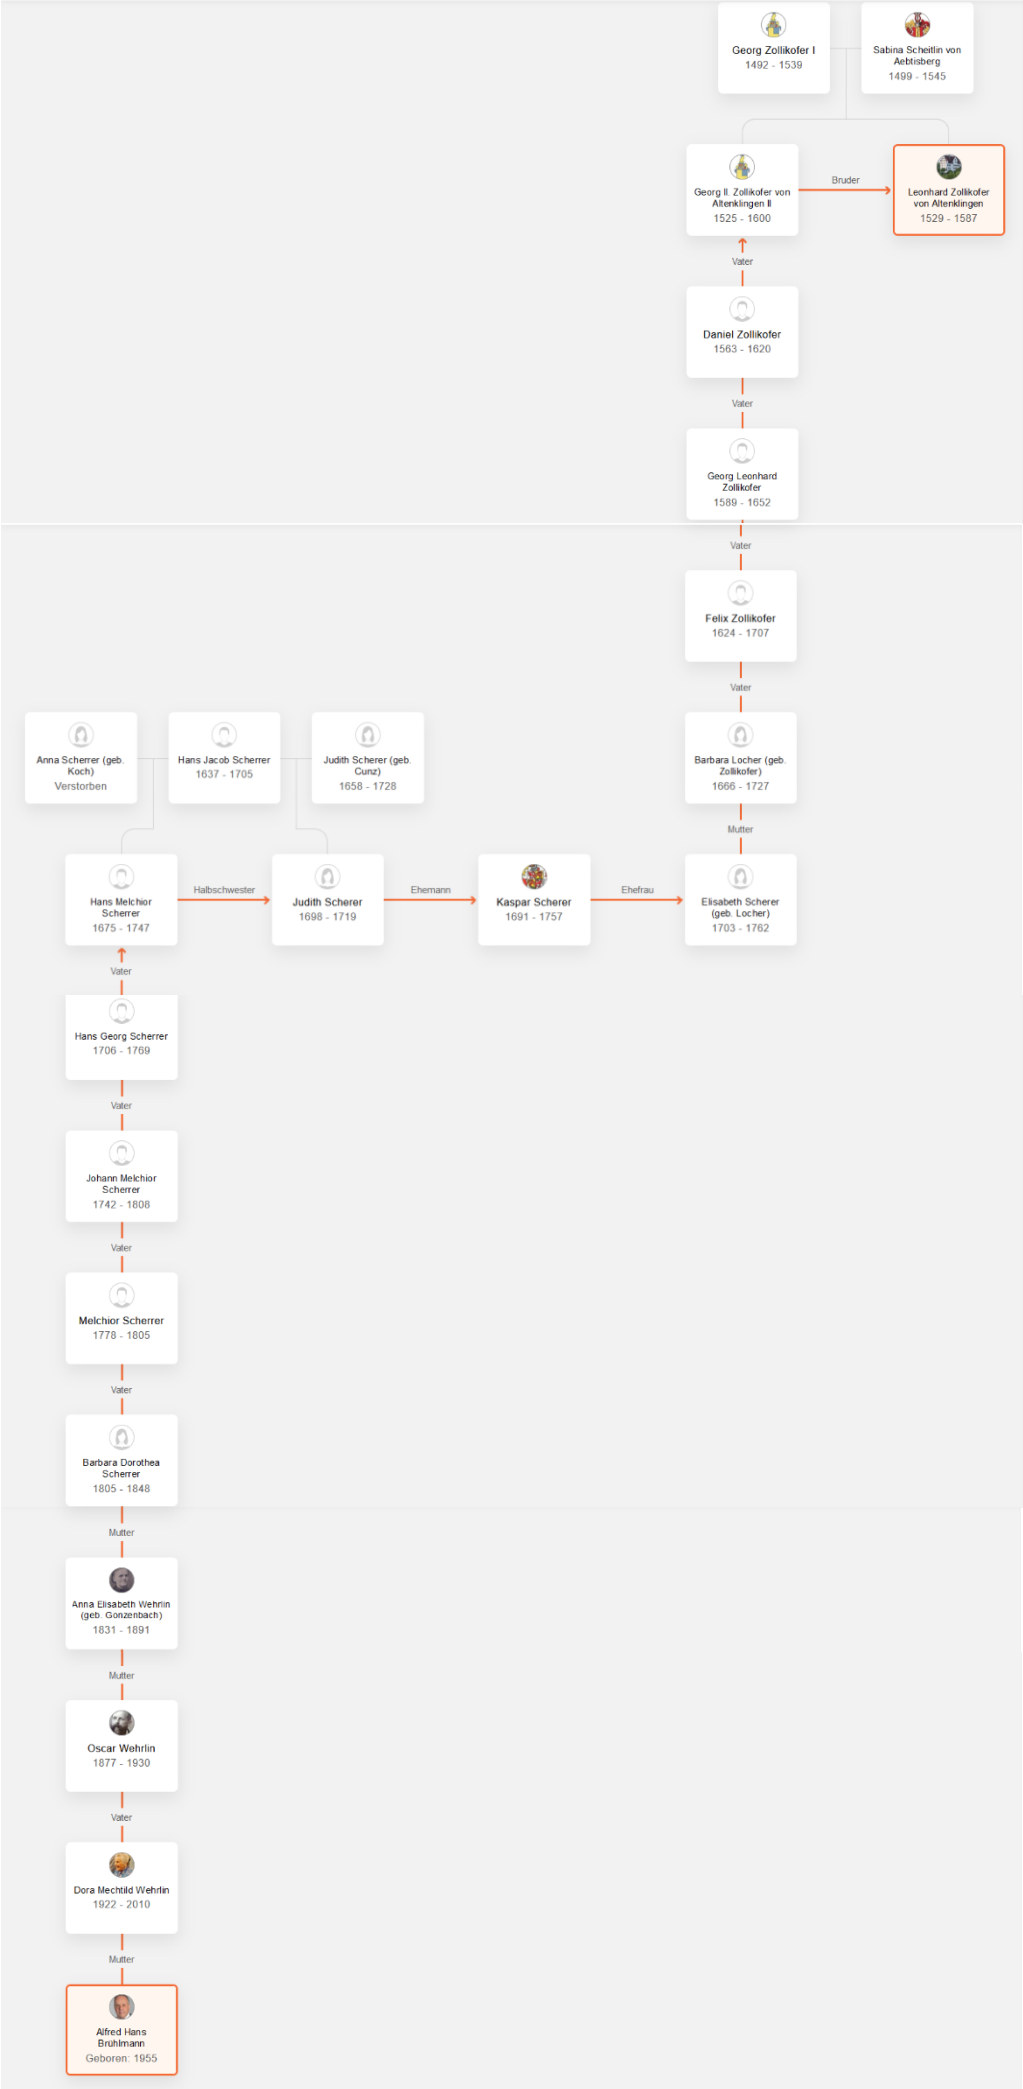 Georg Zollikofer I
1492 - 1539
Sabina Scheitlin von
Aebtisberg
1499 - 1545
Georg II. Zollikofer von
Altenklingen II
1525 - 1600
Bruder
Leonhard Zollikofer
von Altenklingen
1529 - 1587
Vater
Daniel Zollikofer
1563 - 1620
Vater
Georg Leonhard
Zollikofer
1589 - 1652
Vater
Felix Zollikofer
1624 - 1707
Vater
Anna Scherrer (geb.
Koch)
Verstorben
Hans Jacob Scherrer
1637 - 1705
Judith Scherer (geb.
Cunz)
1658 - 1728
Barbara Locher (geb.
Zollikofer)
1666 - 1727
Mutter
Hans Melchior
Scherrer
1675 - 1747
Halbschwester
Judith Scherer
1698 - 1719
Ehemann
Kaspar Scherer
1691 - 1757
Ehefrau
Elisabeth Scherer
(geb. Locher)
1703 - 1762
Vater
Hans Georg Scherrer
1706 - 1769
Vater
Johann Melchior
Scherrer
1742 - 1808
Vater
Melchior Scherrer
1778 - 1805
Vater
Barbara Dorothea
Scherrer
1805 - 1848
Mutter
Anna Elisabeth Wehrlin
(geb. Gonzenbach)
1831 - 1891
Mutter
Oscar Wehrlin
1877 - 1930
Vater
Dora Mechtild Wehrlin
1922 - 2010
Mutter
Alfred Hans
Brühlmann
Geboren: 1955